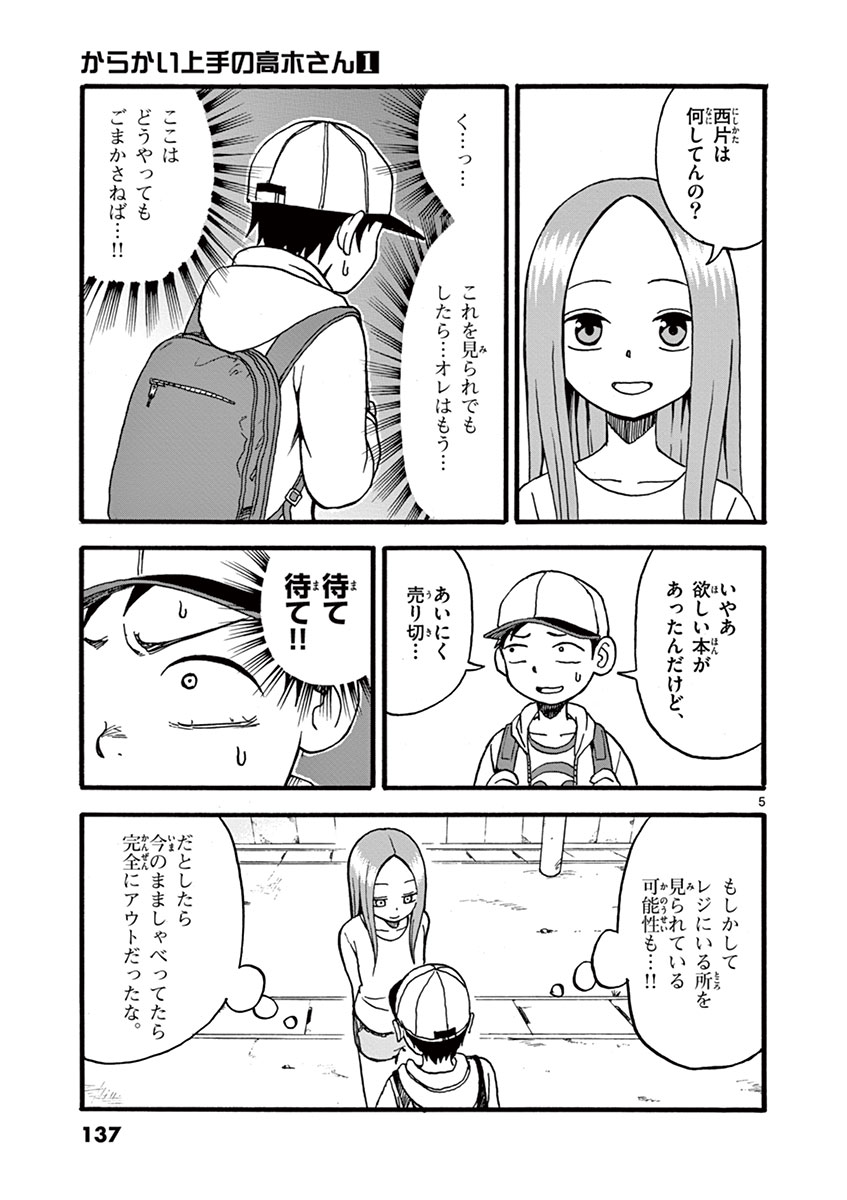 からかい上手の高木さん1
西片は
何してんの？
く…っ…
これを見られでも
したら…オレはもう…
ここは
どうやっても
ごまかさねば…!!
いやあ
欲しい本が
あったんだけど、
あいにく
売り切…
待て
待て!!
5
もしかして
レジにいる所を
見られている
可能性も…!!
だとしたら
今のまましゃべってたら
完全にアウトだったな。
137